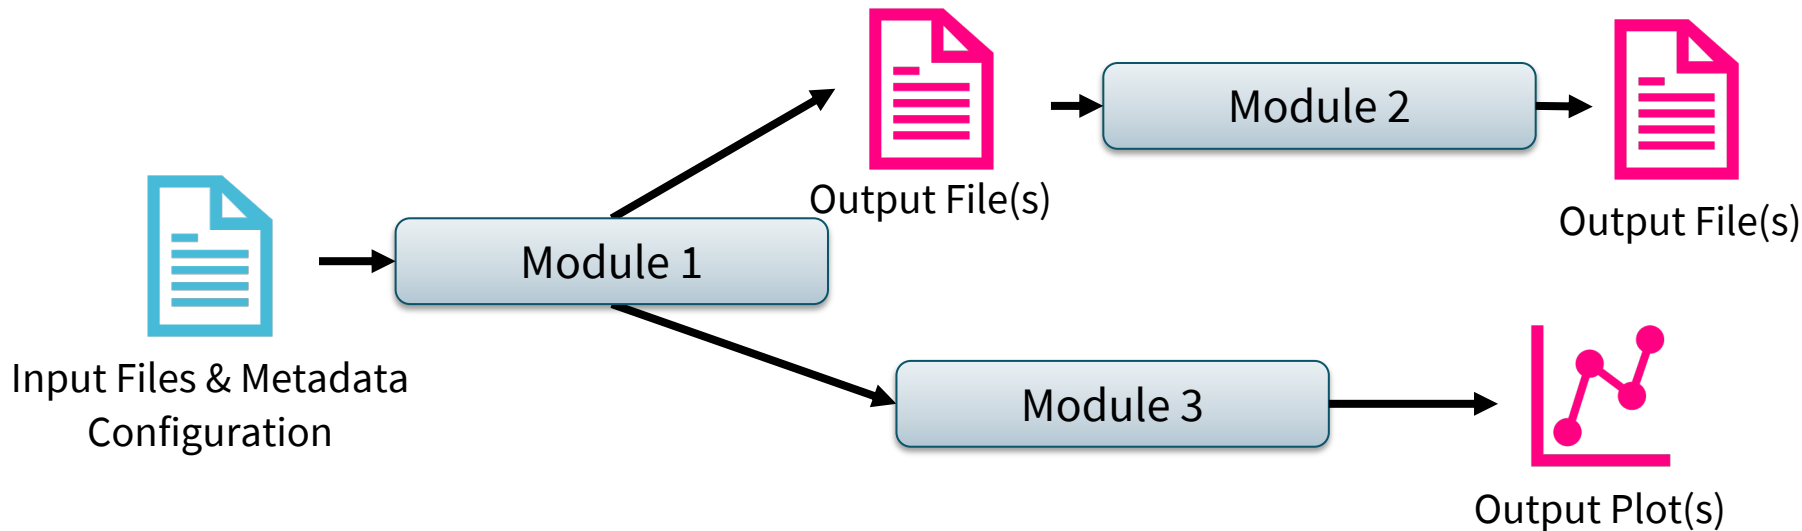 Module 2
Output File(s)
Output File(s)
Module 1
Input Files & Metadata
Configuration
Module 3
Output Plot(s)